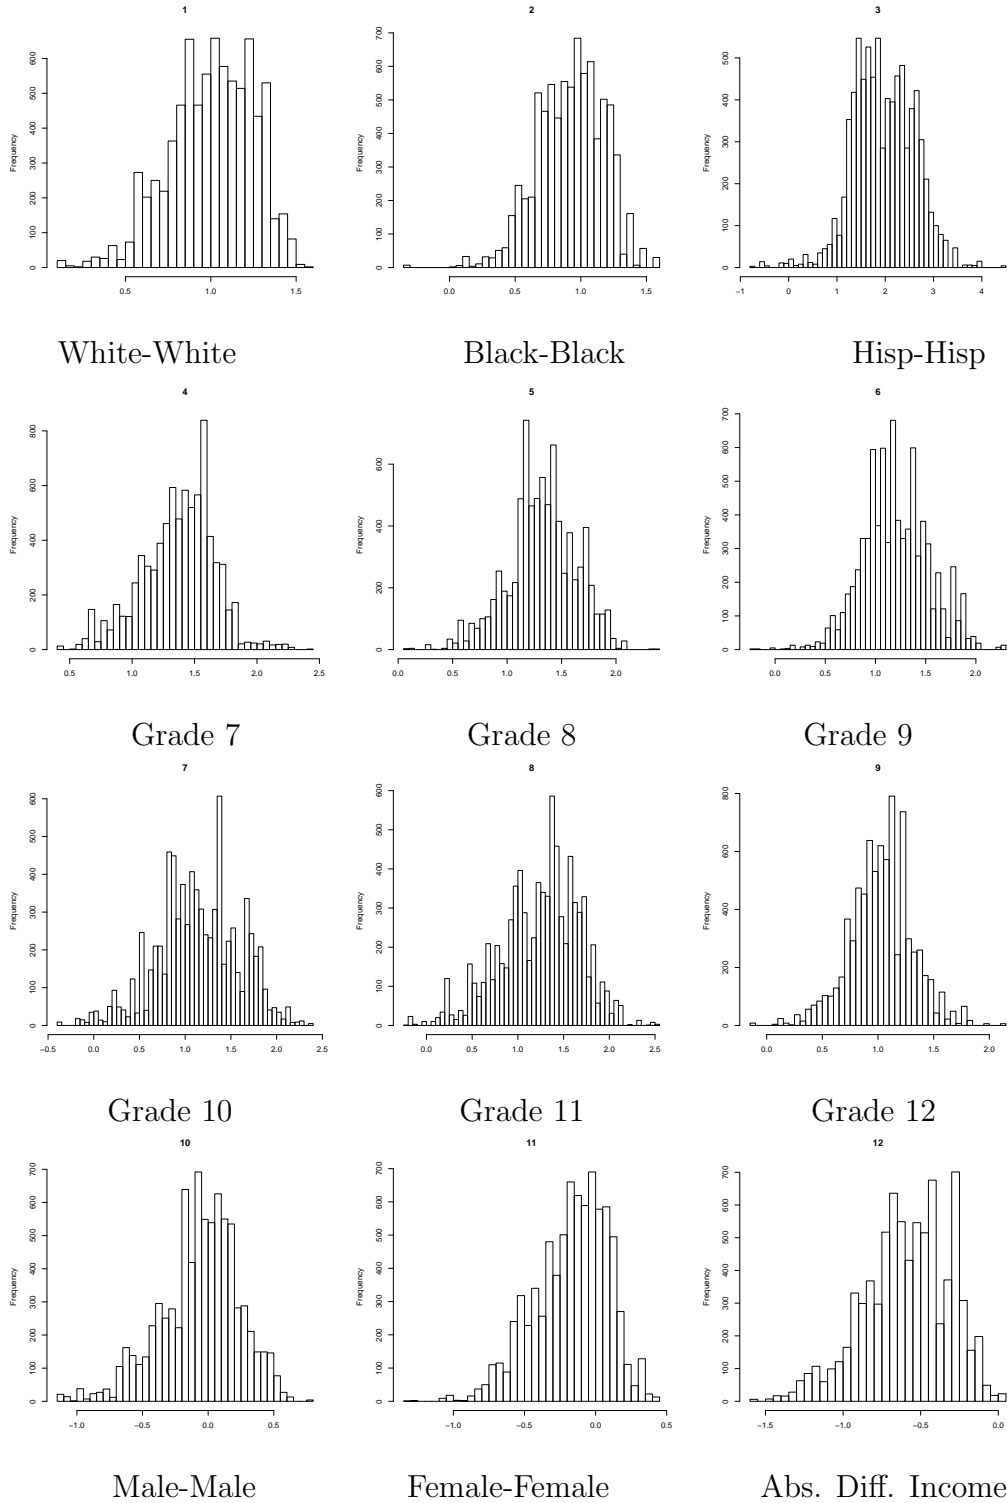 1
Frequency
0 100 200 300 400 500 600
0.5 1.0 1.5
2
Frequency
0 100 200 300 400 500 600 700
0.0 0.5 1.0 1.5
3
Frequency
0 100 200 300 400 500
−1 0 1 2 3 4
White-White Black-Black Hisp-Hisp
4
Frequency
0 200 400 600 800
0.5 1.0 1.5 2.0 2.5
5
Frequency
0 200 400 600
0.0 0.5 1.0 1.5 2.0
6
Frequency
0 100 200 300 400 500 600 700
0.0 0.5 1.0 1.5 2.0
Grade 7 Grade 8 Grade 9
7
Frequency
0 100 200 300 400 500 600
−0.5 0.0 0.5 1.0 1.5 2.0 2.5
8
Frequency
0 100 200 300 400 500 600
0.0 0.5 1.0 1.5 2.0 2.5
9
Frequency
0 200 400 600 800
0.0 0.5 1.0 1.5 2.0
Grade 10 Grade 11 Grade 12
10
Frequency
0 100 200 300 400 500 600 700
−1.0 −0.5 0.0 0.5
11
Frequency
0 100 200 300 400 500 600 700
−1.0 −0.5 0.0 0.5
12
Frequency
0 100 200 300 400 500 600 700
−1.5 −1.0 −0.5 0.0
Male-Male Female-Female Abs. Diff. Income